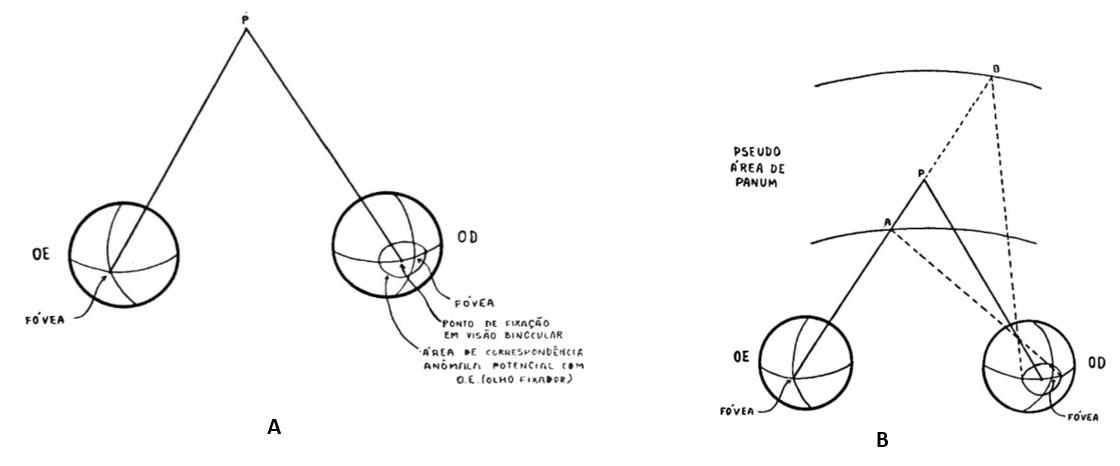 P
OE
OD
FÓVEA
FÓVEA
PONTO DE FIXAÇÃO
EM VISÃO BINOCULAR
ÁREA DE CORRESPONDÊNCIA
ANÔMALA POTENCIAL COM
O.E. (OLHO FIXADOR)
A
B
PSEUDO
ÁREA DE
PANUM
P
A
OE
OD
FÓVEA
FÓVEA
B